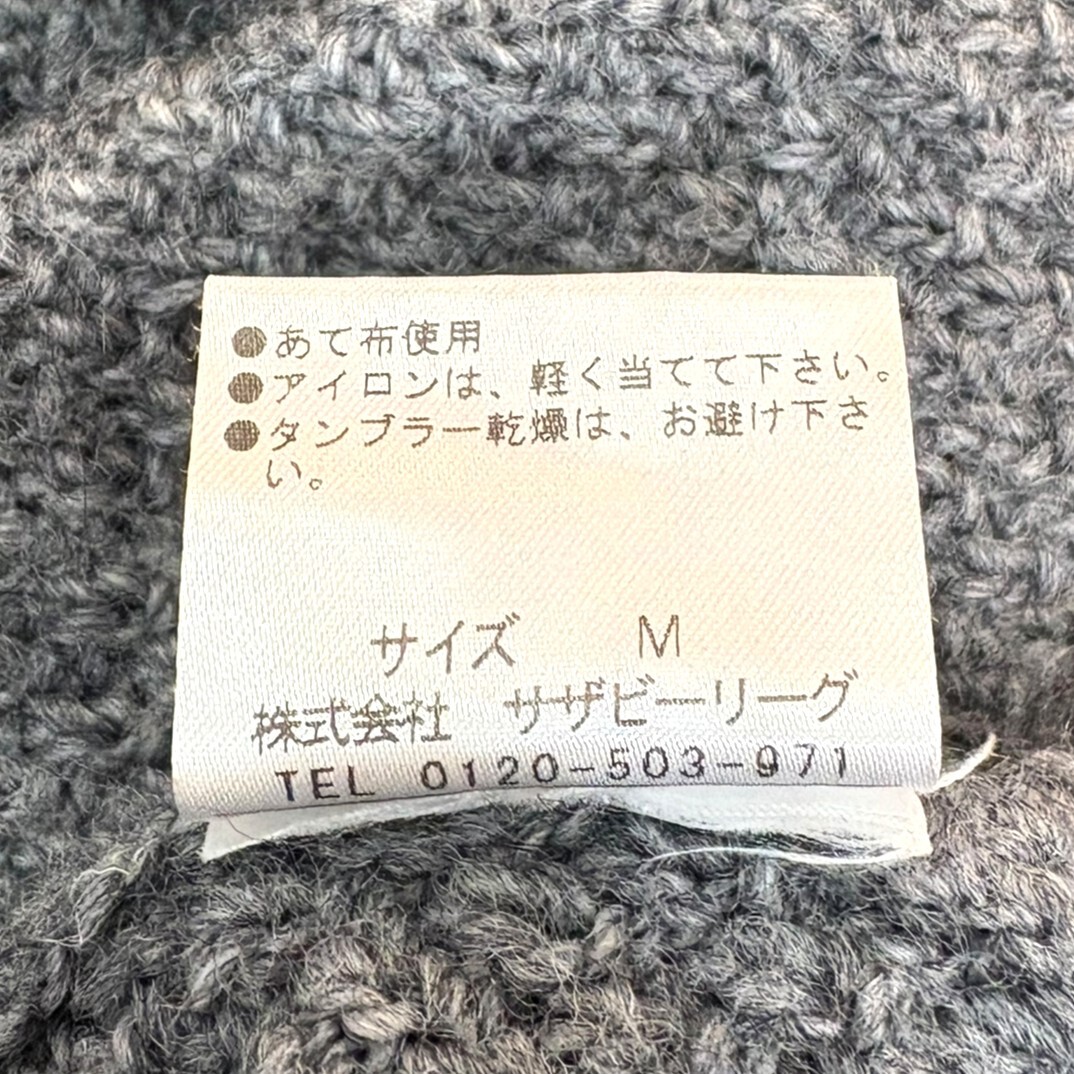 ●あて布使用
●アイロンは、軽く当てて下さい。
●タンブラー乾燥は、お避け下さ
い。
サイズ M
株式会社 サザビーリーグ
TEL 0120-503-971